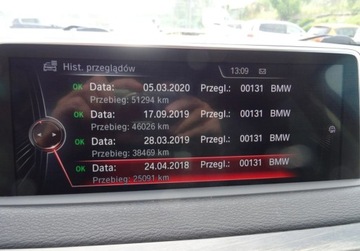 Hist. przeglądów 13:09
OK Data: 05.03.2020 Przegl.: 00131 BMW
Przebieg: 51294 km
OK Data: 17.09.2019 Przegl.: 00131 BMW
Przebieg: 46026 km
OK Data: 28.03.2019 Przegl.: 00131 BMW
Przebieg: 38469 km
OK Data: 24.04.2018 Przegl.: 00131 BMW
Przebieg: 25091 km